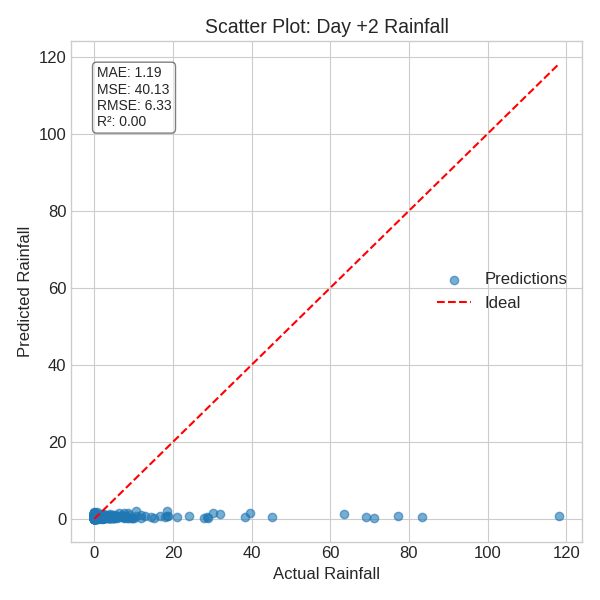 Scatter Plot: Day +2 Rainfall
120
100
80
60
40
20
0
Predicted Rainfall
MAE: 1.19
MSE: 40.13
RMSE: 6.33
R²: 0.00
Predictions
Ideal
0 20 40 60 80 100 120
Actual Rainfall